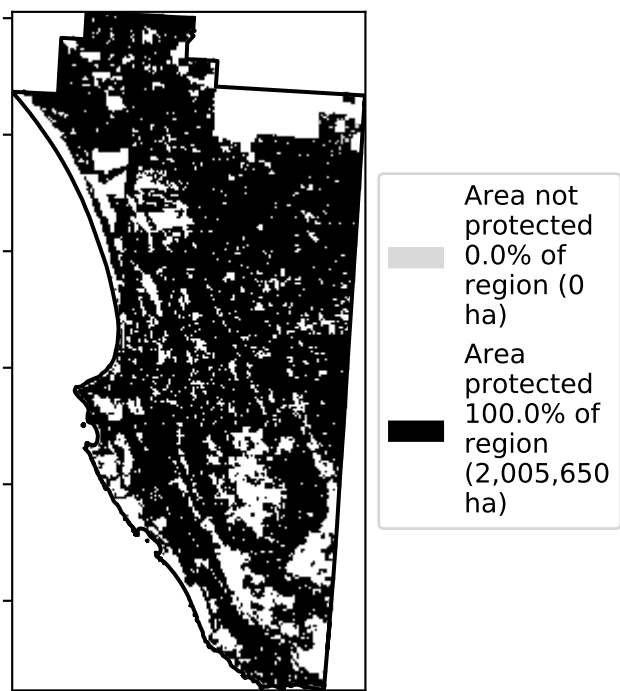 Area not
protected
0.0% of
region (0
ha)
Area
protected
100.0% of
region
(2,005,650
ha)